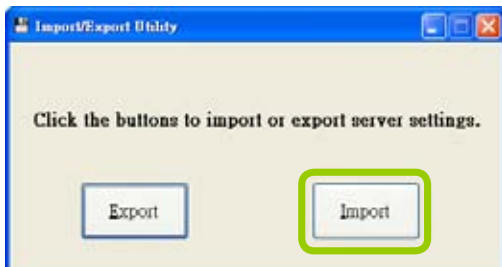 Import/Export Utility
Click the buttons to import or export server settings.
Export
Import